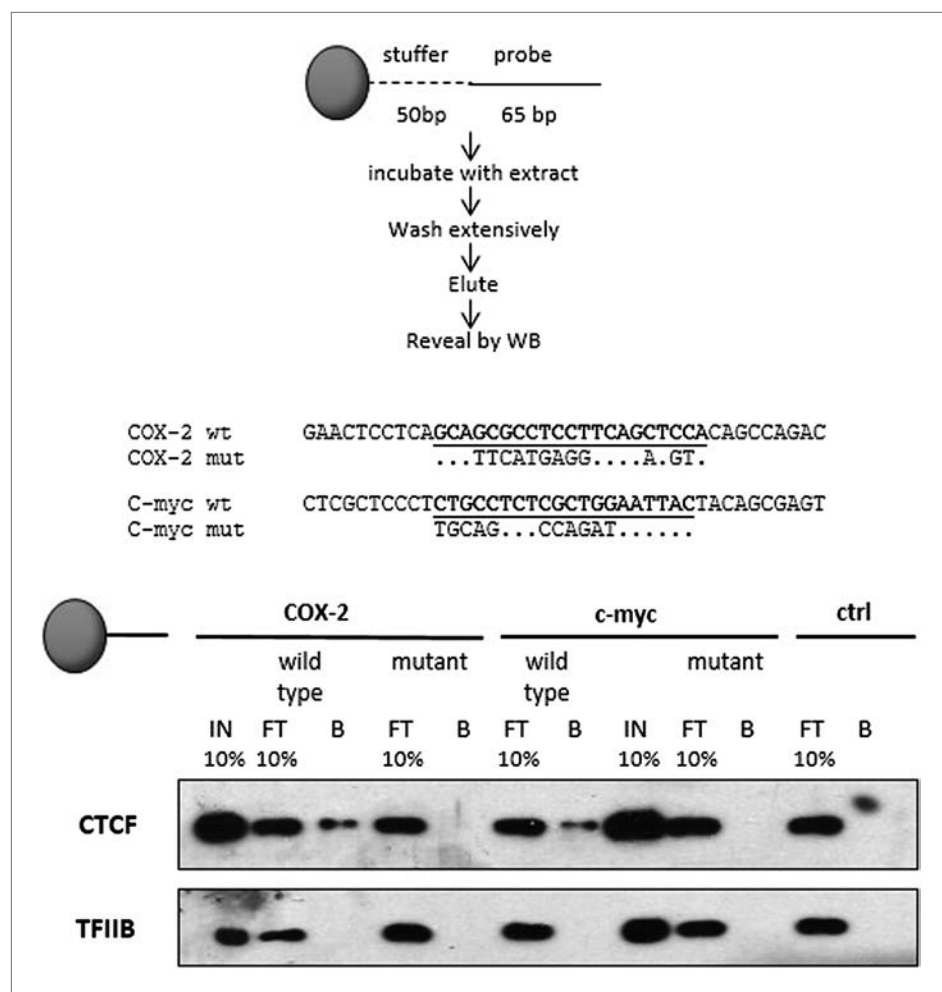 stuffer probe
50bp 65 bp
incubate with extract
Wash extensively
Elute
Reveal by WB
COX-2 wt GAACTCCTCAGCAGCGCCTCCTTCAGCTCCACAGCCAGAC
COX-2 mut ...TTCATGAGG....A.GT.
C-myc wt CTCGCTCCCTCTGCCTCTCGCTGGAATTACTACAGCGAGT
C-myc mut TGCAG...CCAGAT......
COX-2 c-myc ctrl
wild type mutant wild type mutant
IN FT B FT B FT B IN FT B FT B
10% 10% 10% 10% 10% 10% 10%
CTCF
TFIIB